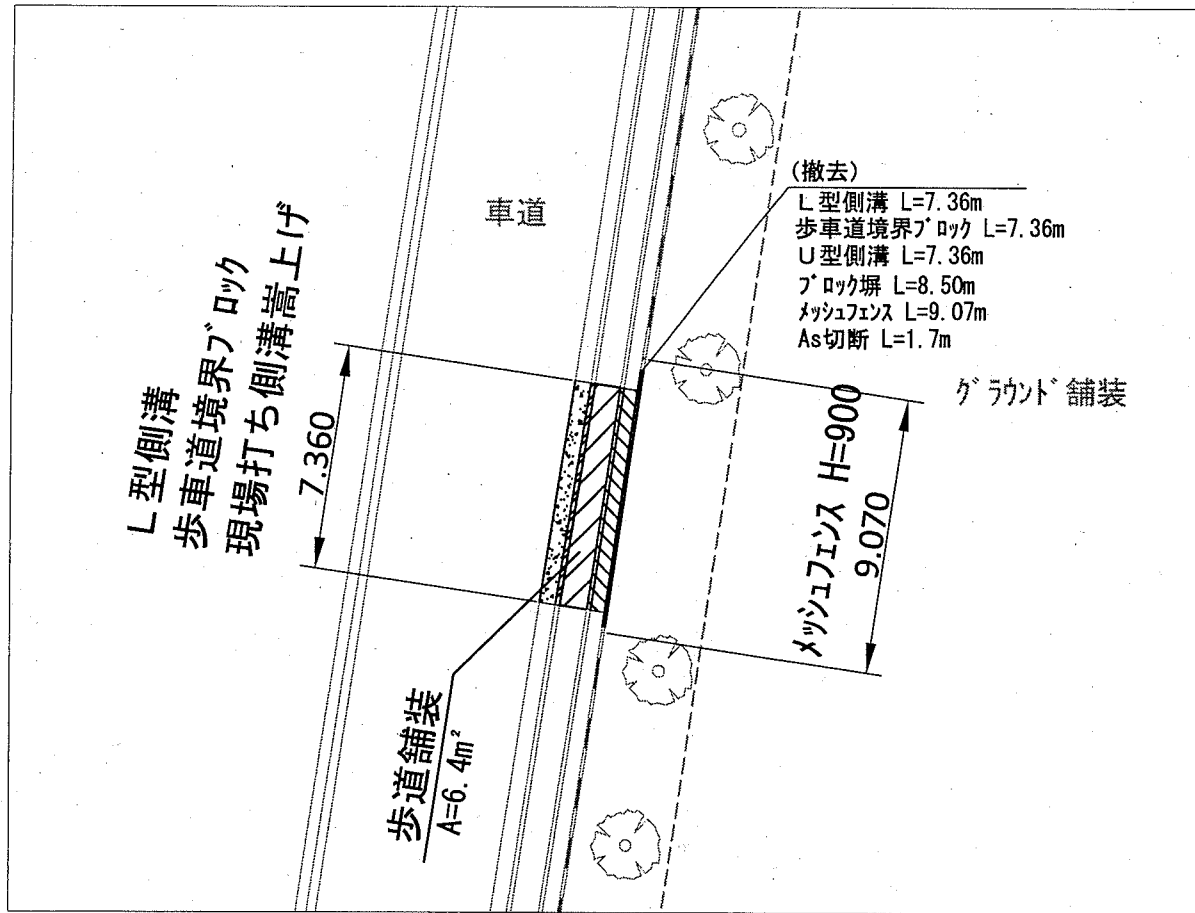 車道
(撤去)
L型側溝 L=7.36m
歩車道境界ブロック L=7.36m
U型側溝 L=7.36m
ブロック塀 L=8.50m
メッシュフェンス L=9.07m
As切断 L=1.7m
L型側溝
歩車道境界ブロック
現場打ち側溝嵩上げ
7.360
グラウンド舗装
メッシュフェンス H=900
9.070
歩道舗装
A=6.4m²